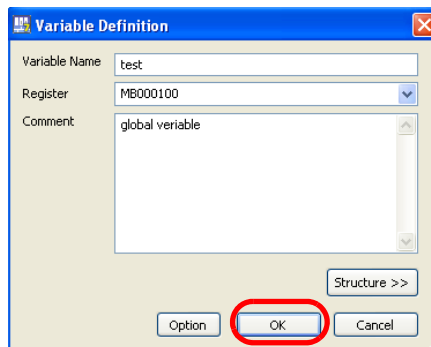 Variable Definition
Variable Name test
Register MB000100
Comment global veriable
Structure >>
Option OK Cancel